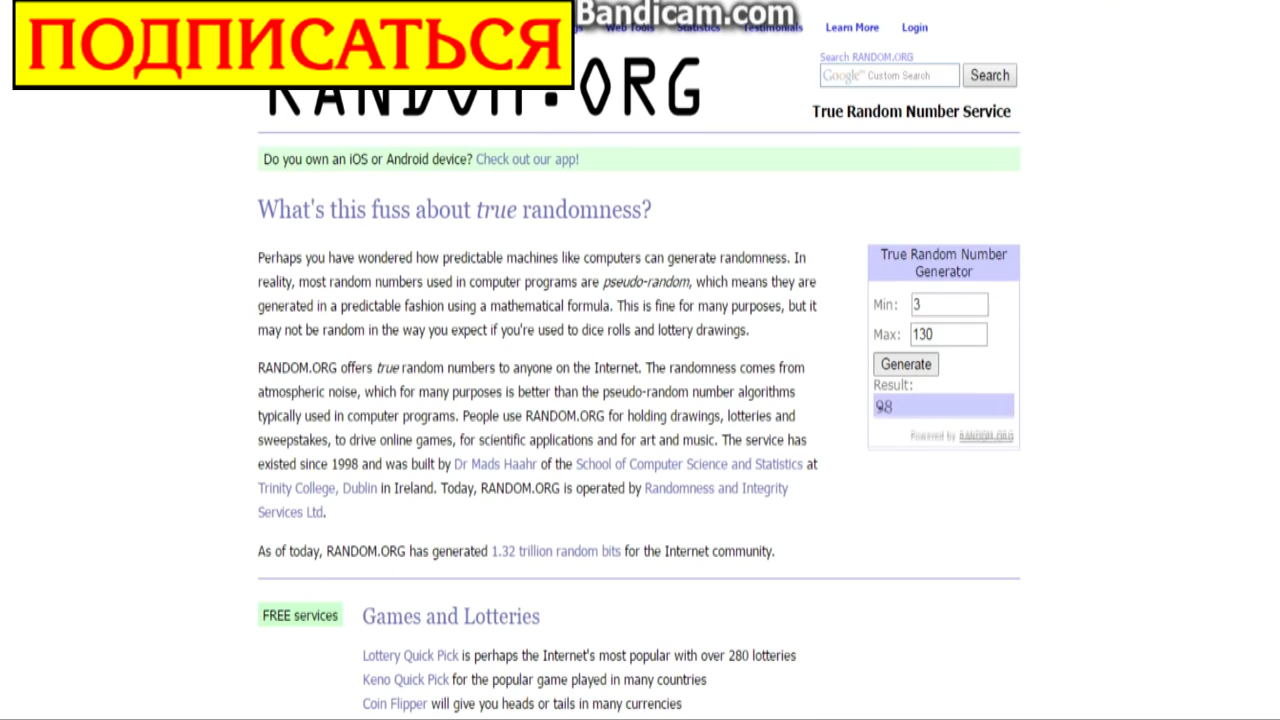 ПОДПИСАТЬСЯ
Bandicam.com
Web Tools Statistics Testimonials Learn More Login
Search RANDOM.ORG
Google™ Custom Search Search
RANDOM.ORG
True Random Number Service
Do you own an iOS or Android device? Check out our app!
What's this fuss about true randomness?
Perhaps you have wondered how predictable machines like computers can generate randomness. In
reality, most random numbers used in computer programs are pseudo-random, which means they are
generated in a predictable fashion using a mathematical formula. This is fine for many purposes, but it
may not be random in the way you expect if you're used to dice rolls and lottery drawings.
RANDOM.ORG offers true random numbers to anyone on the Internet. The randomness comes from
atmospheric noise, which for many purposes is better than the pseudo-random number algorithms
typically used in computer programs. People use RANDOM.ORG for holding drawings, lotteries and
sweepstakes, to drive online games, for scientific applications and for art and music. The service has
existed since 1998 and was built by Dr Mads Haahr of the School of Computer Science and Statistics at
Trinity College, Dublin in Ireland. Today, RANDOM.ORG is operated by Randomness and Integrity
Services Ltd.
As of today, RANDOM.ORG has generated 1.32 trillion random bits for the Internet community.
True Random Number
Generator
Min: 3
Max: 130
Generate
Result:
98
Powered by RANDOM.ORG
FREE services
Games and Lotteries
Lottery Quick Pick is perhaps the Internet's most popular with over 280 lotteries
Keno Quick Pick for the popular game played in many countries
Coin Flipper will give you heads or tails in many currencies